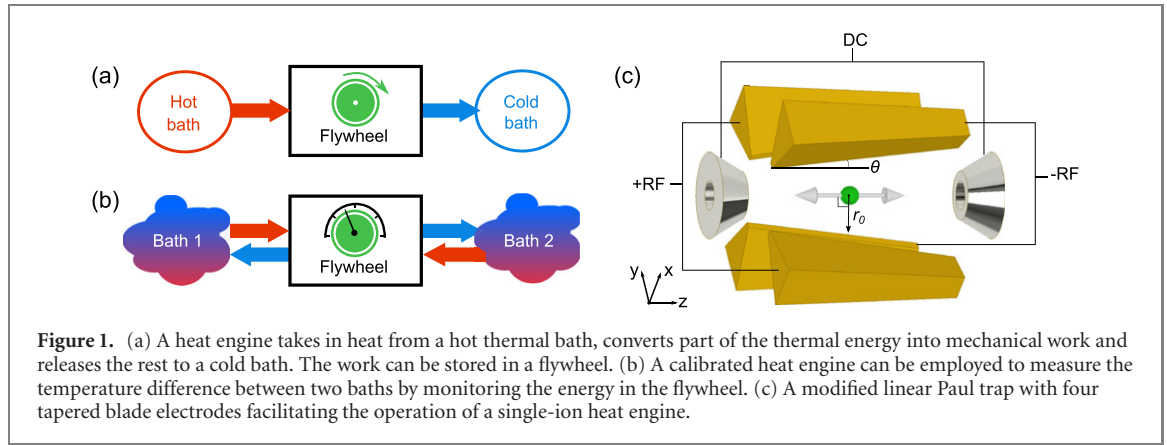 (a)
Hot
bath
Flywheel
Cold
bath
(b)
Bath 1
Flywheel
Bath 2
(c)
DC
θ
+RF
-RF
r₀
y
x
z
Figure 1. (a) A heat engine takes in heat from a hot thermal bath, converts part of the thermal energy into mechanical work and
releases the rest to a cold bath. The work can be stored in a flywheel. (b) A calibrated heat engine can be employed to measure the
temperature difference between two baths by monitoring the energy in the flywheel. (c) A modified linear Paul trap with four
tapered blade electrodes facilitating the operation of a single-ion heat engine.